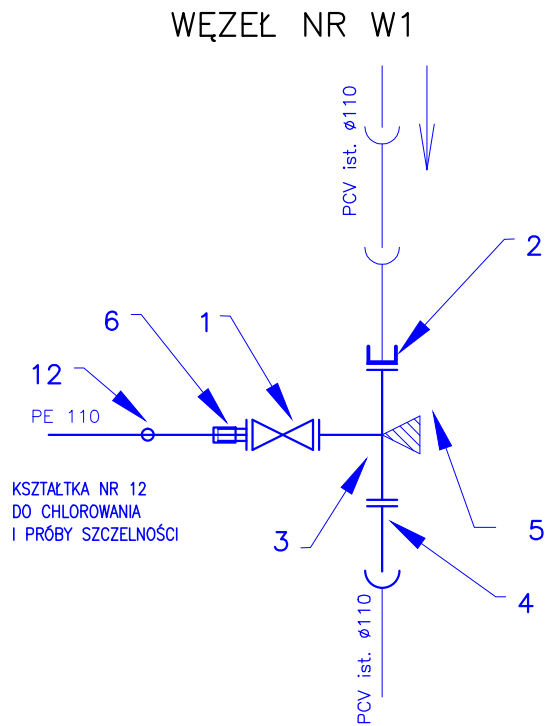 WĘZEŁ NR W1
PCV ist. ø110
2
6
1
12
PE 110
KSZTAŁTKA NR 12
DO CHLOROWANIA
I PRÓBY SZCZELNOŚCI
3
5
4
PCV ist. ø110